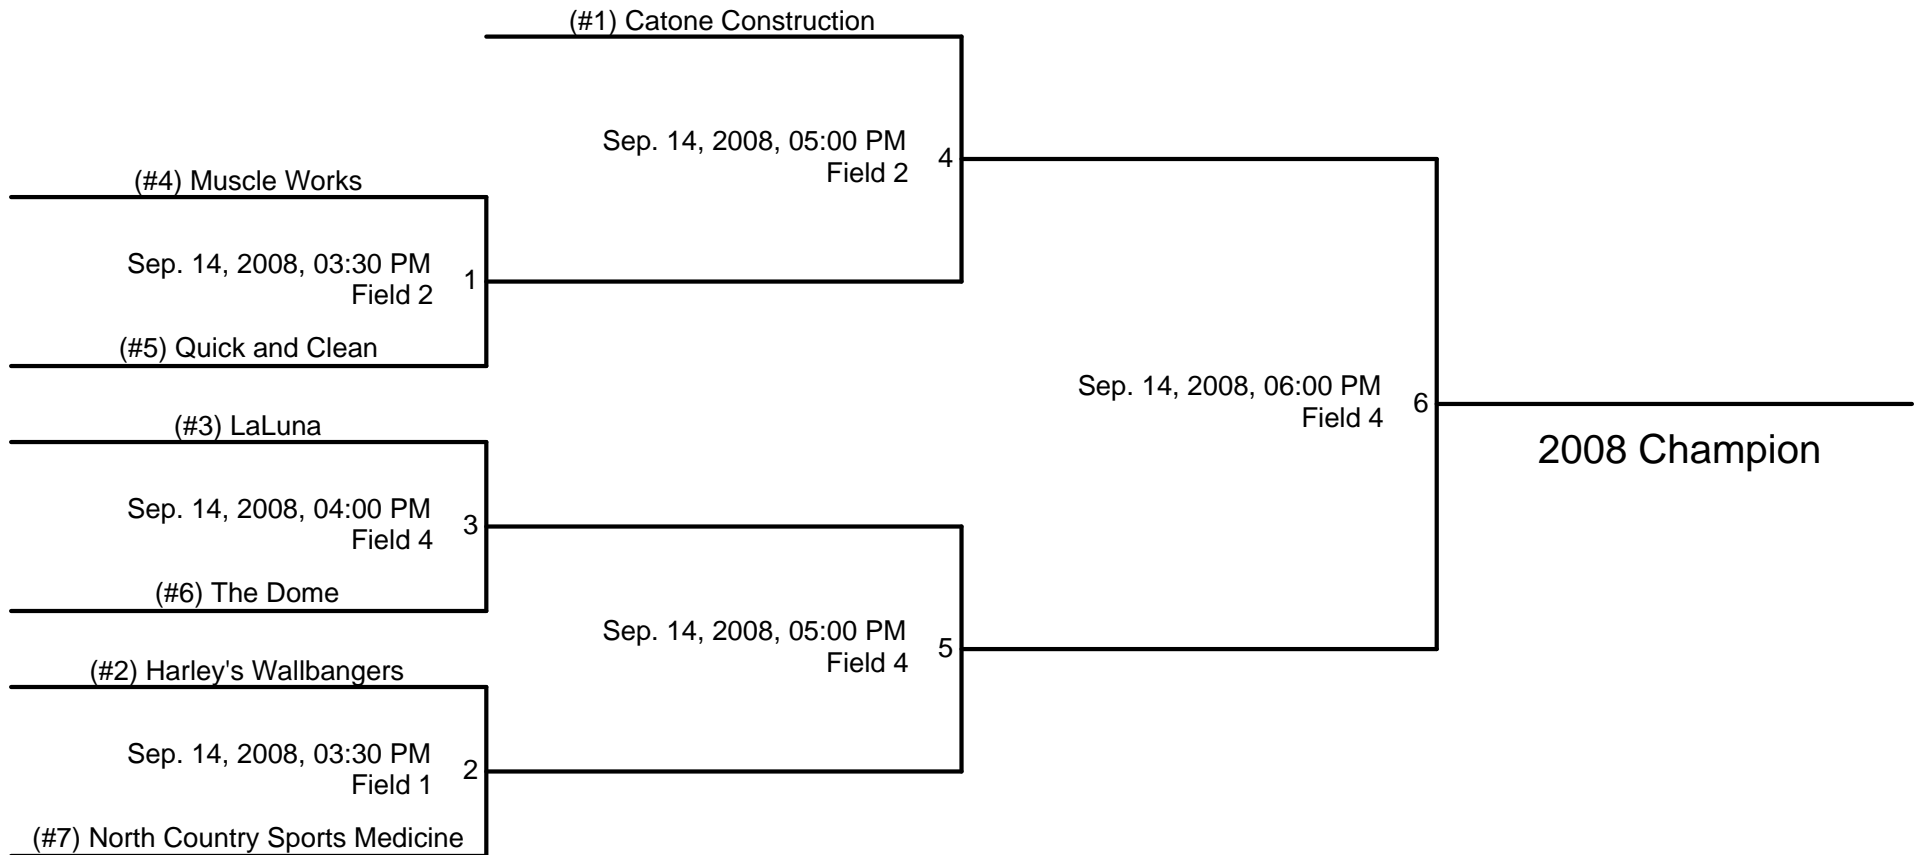 (#1) Catone Construction
Sep. 14, 2008, 05:00 PM
Field 2
4
(#4) Muscle Works
Sep. 14, 2008, 03:30 PM
Field 2
1
(#5) Quick and Clean
(#3) LaLuna
Sep. 14, 2008, 04:00 PM
Field 4
3
(#6) The Dome
Sep. 14, 2008, 05:00 PM
Field 4
5
(#2) Harley's Wallbangers
Sep. 14, 2008, 03:30 PM
Field 1
2
(#7) North Country Sports Medicine
Sep. 14, 2008, 06:00 PM
Field 4
6
2008 Champion